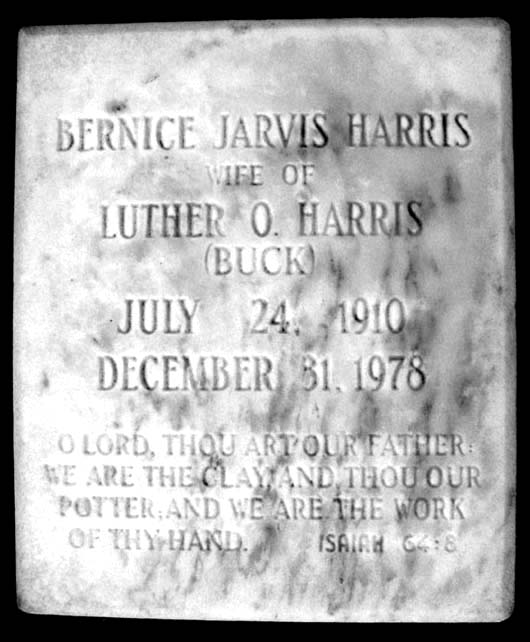 BERNICE JARVIS HARRIS
WIFE OF
LUTHER O. HARRIS
(BUCK)
JULY 24, 1910
DECEMBER 31, 1978
O LORD, THOU ART OUR FATHER:
WE ARE THE CLAY, AND THOU OUR
POTTER; AND WE ARE THE WORK
OF THY HAND. ISAIAH 64:8